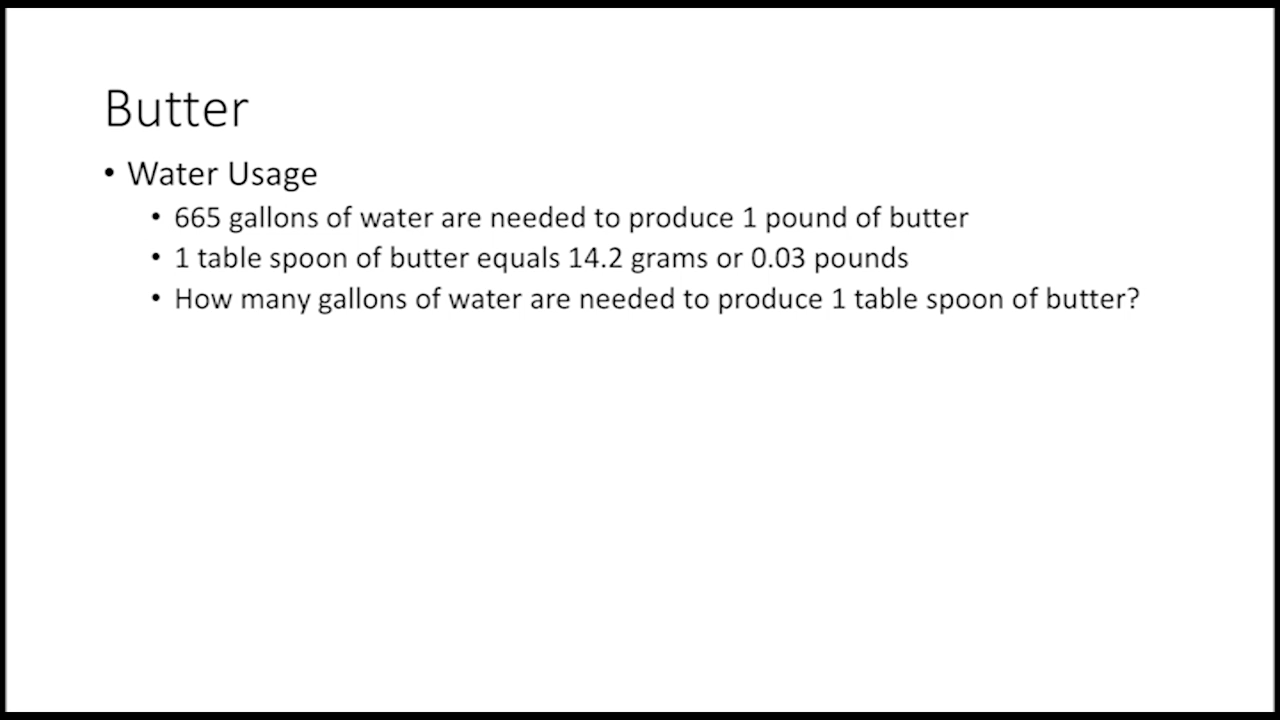 Butter
• Water Usage
• 665 gallons of water are needed to produce 1 pound of butter
• 1 table spoon of butter equals 14.2 grams or 0.03 pounds
• How many gallons of water are needed to produce 1 table spoon of butter?